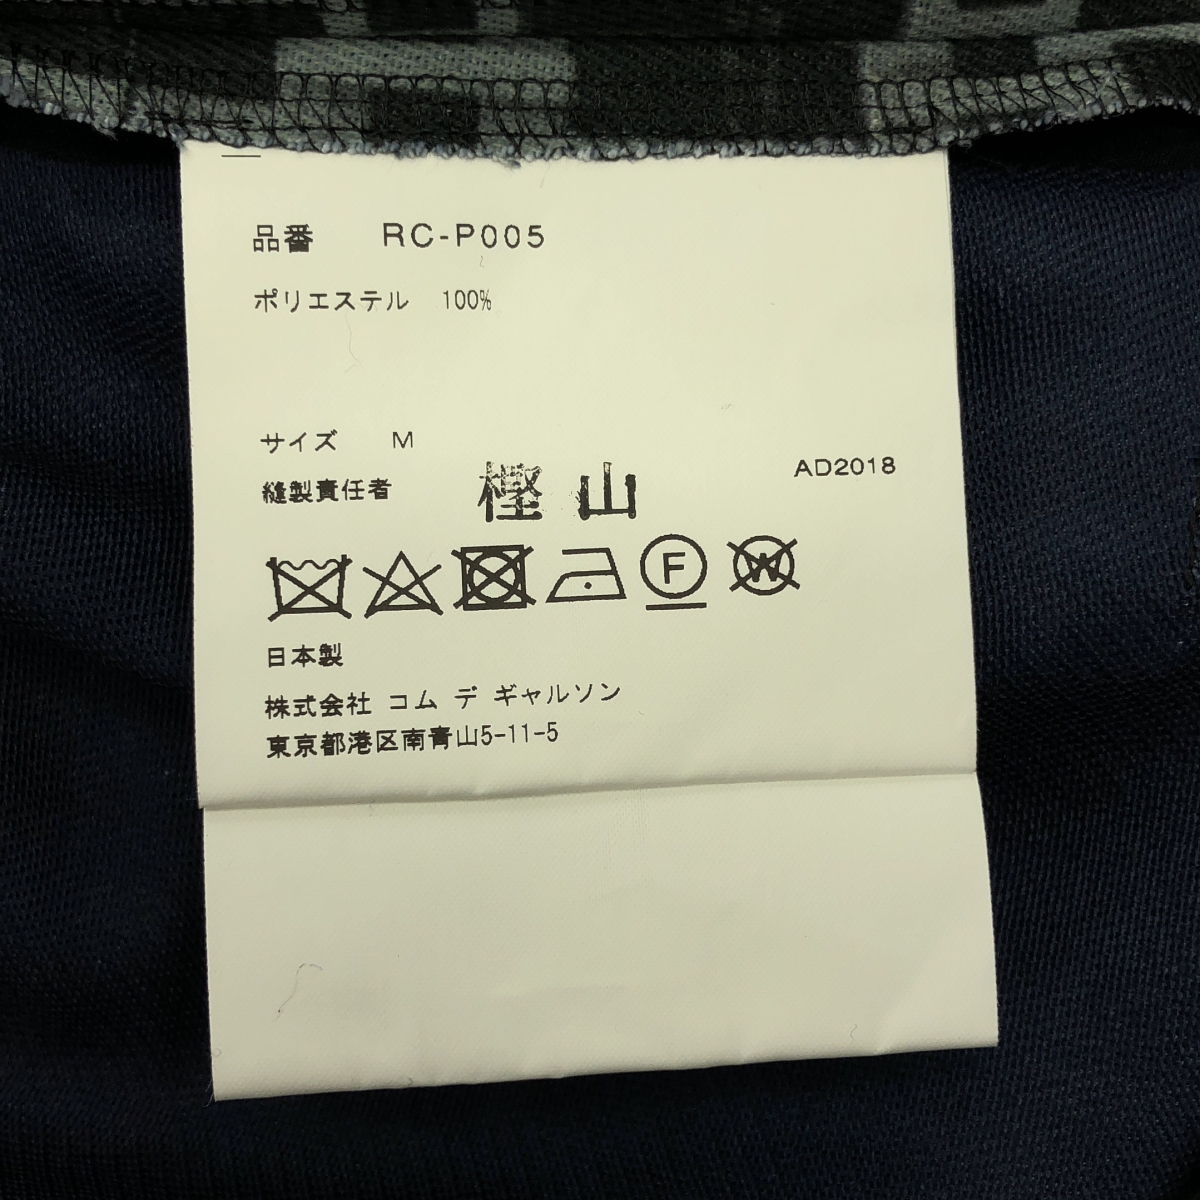 品番 RC-P005
ポリエステル 100%
サイズ M
AD2018
縫製責任者 樫山
F W
日本製
株式会社 コム デ ギャルソン
東京都港区南青山5-11-5